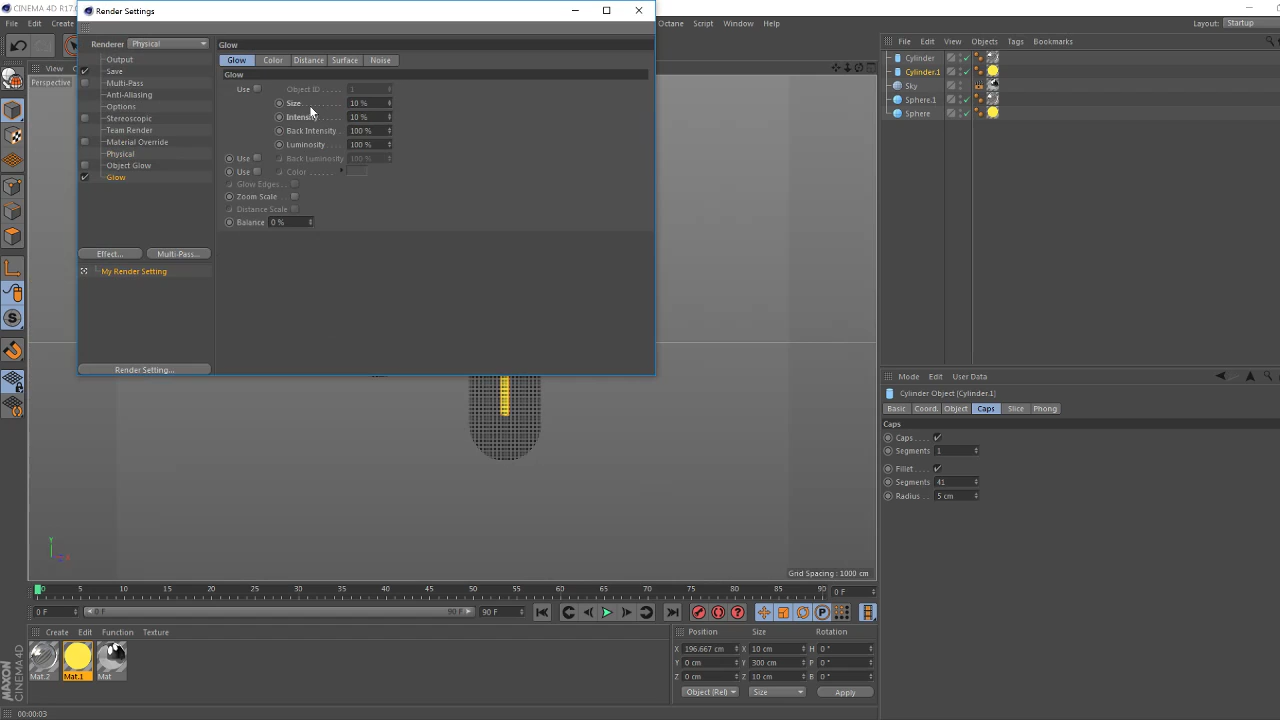 CINEMA 4D R17.0
Render Settings
File Edit
Octane Script Window Help
Layout: Startup
Renderer Physical
Output
Save
Multi-Pass
Anti-Aliasing
Options
Stereoscopic
Team Render
Material Override
Physical
Object Glow
Glow
Effect... Multi-Pass...
My Render Setting
Render Setting...
Glow
Glow Color Distance Surface Noise
Glow
Use Object ID 1
Size 10 %
Intensity 10 %
Back Intensity 100 %
Luminosity 100 %
Use Back Luminosity 100 %
Use Color
Glow Edges
Zoom Scale
Distance Scale
Balance 0 %
View
Perspective
Grid Spacing : 1000 cm
Y
File Edit View Objects Tags Bookmarks
Cylinder
Cylinder.1
Sky
Sphere.1
Sphere
Mode Edit User Data
Cylinder Object [Cylinder.1]
Basic Coord. Object Caps Slice Phong
Caps
Caps
Segments 1
Fillet
Segments 41
Radius 5 cm
0 5 10 15 20 25 30 35 40 45 50 55 60 65 70 75 80 85 90
0 F
0 F 0 F 90 F 90 F
Create Edit Function Texture
Mat.2 Mat.1 Mat
Position Size Rotation
X 196.667 cm X 10 cm H 0 °
Y 0 cm Y 300 cm P 0 °
Z 0 cm Z 10 cm B 0 °
Object (Rel) Size Apply
MAXON CINEMA 4D
00:00:03